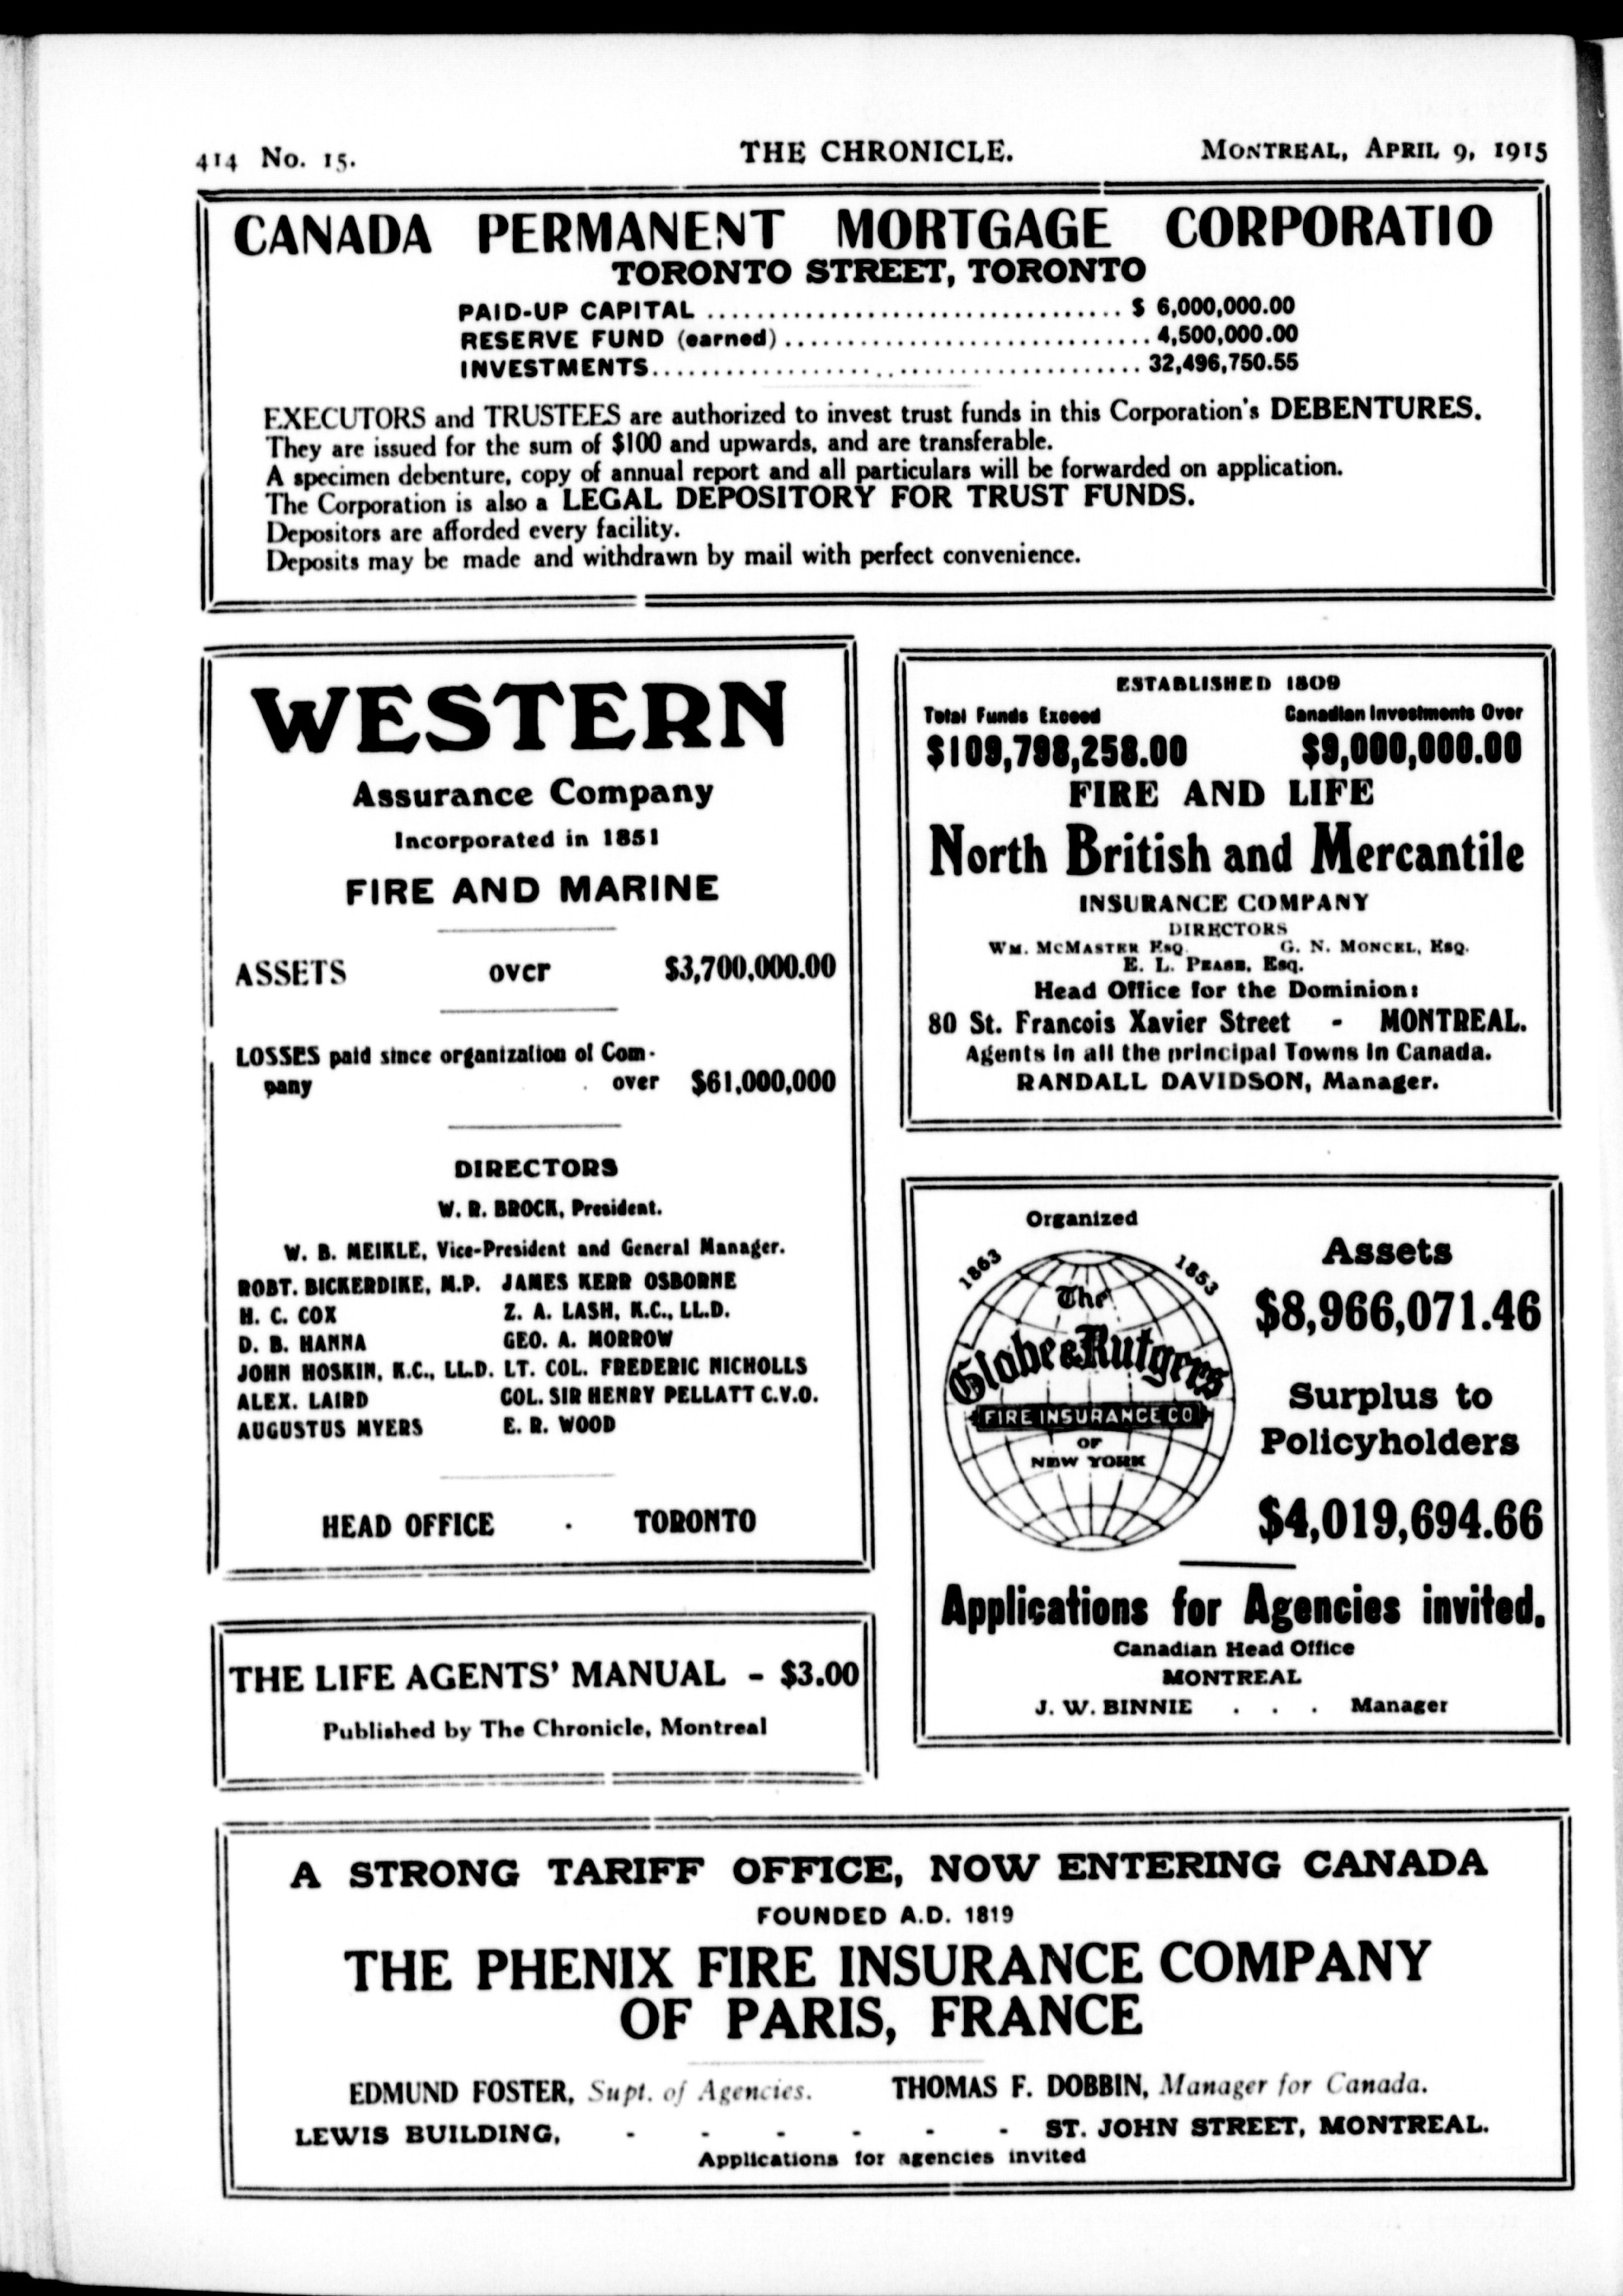 414 No. 15.
THE CHRONICLE.
MONTREAL, APRIL 9, 1915
CANADA PERMANENT MORTGAGE CORPORATIO
TORONTO STREET, TORONTO
PAID-UP CAPITAL .................................. $ 6,000,000.00
RESERVE FUND (earned) .............................. 4,500,000.00
INVESTMENTS....................................... 32,496,750.55
EXECUTORS and TRUSTEES are authorized to invest trust funds in this Corporation's DEBENTURES.
They are issued for the sum of $100 and upwards, and are transferable.
A specimen debenture, copy of annual report and all particulars will be forwarded on application.
The Corporation is also a LEGAL DEPOSITORY FOR TRUST FUNDS.
Depositors are afforded every facility.
Deposits may be made and withdrawn by mail with perfect convenience.
WESTERN
Assurance Company
Incorporated in 1851
FIRE AND MARINE
ASSETS over $3,700,000.00
LOSSES paid since organization of Com-
pany . over $61,000,000
DIRECTORS
W. R. BROCK, President.
W. B. MEIKLE, Vice-President and General Manager.
ROBT. BICKERDIKE, M.P. JAMES KERR OSBORNE
H. C. COX Z. A. LASH, K.C., LL.D.
D. B. HANNA GEO. A. MORROW
JOHN HOSKIN, K.C., LL.D. LT. COL. FREDERIC NICHOLLS
ALEX. LAIRD COL. SIR HENRY PELLATT C.V.O.
AUGUSTUS MYERS E. R. WOOD
HEAD OFFICE . TORONTO
THE LIFE AGENTS' MANUAL - $3.00
Published by The Chronicle, Montreal
ESTABLISHED 1809
Total Funds Exceed Canadian Investments Over
$109,798,258.00 $9,000,000.00
FIRE AND LIFE
North British and Mercantile
INSURANCE COMPANY
DIRECTORS
WM. MCMASTER ESQ. G. N. MONCEL, ESQ.
E. L. PEASE, Esq.
Head Office for the Dominion:
80 St. Francois Xavier Street - MONTREAL.
Agents in all the principal Towns in Canada.
RANDALL DAVIDSON, Manager.
Organized
1863 1853
The
Globe & Rutgers
FIRE INSURANCE CO
OF
NEW YORK
Assets
$8,966,071.46
Surplus to
Policyholders
$4,019,694.66
Applications for Agencies invited.
Canadian Head Office
MONTREAL
J. W. BINNIE . . . Manager
A STRONG TARIFF OFFICE, NOW ENTERING CANADA
FOUNDED A.D. 1819
THE PHENIX FIRE INSURANCE COMPANY
OF PARIS, FRANCE
EDMUND FOSTER, Supt. of Agencies. THOMAS F. DOBBIN, Manager for Canada.
LEWIS BUILDING, - - - - - - ST. JOHN STREET, MONTREAL.
Applications for agencies invited